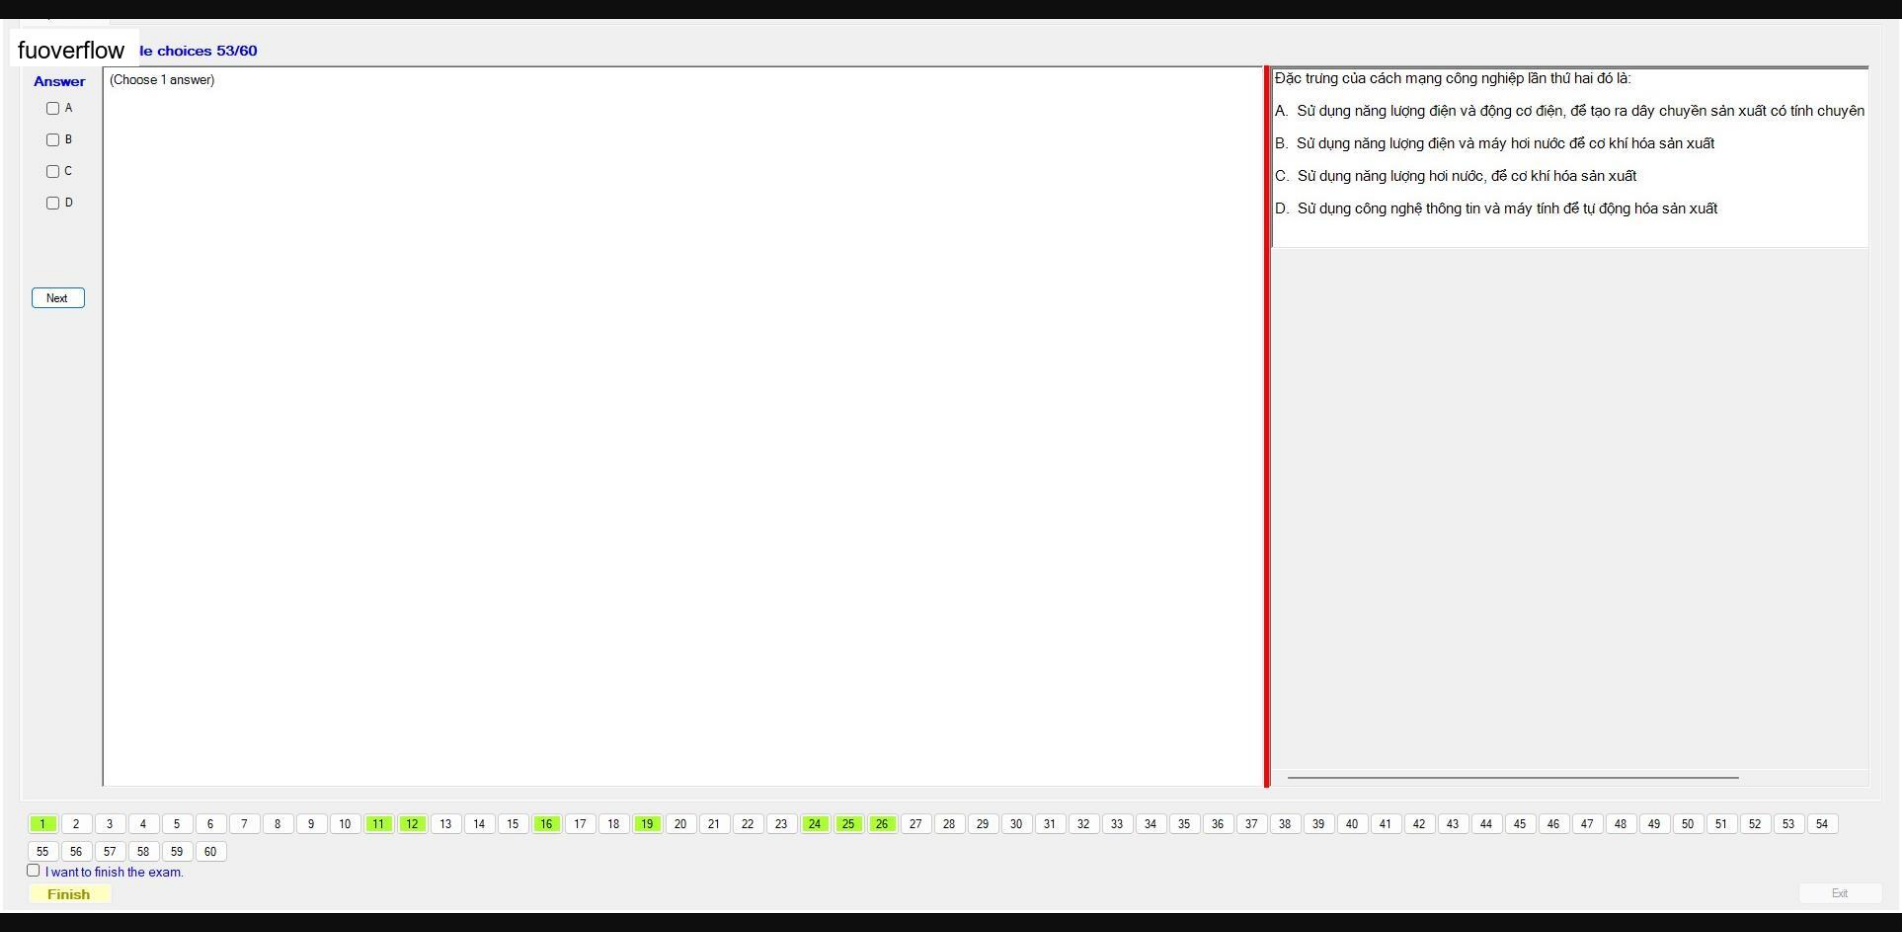 fuoverflow le choices 53/60
Answer
(Choose 1 answer)
A
B
C
D
Next
Đặc trưng của cách mạng công nghiệp lần thứ hai đó là:
A. Sử dụng năng lượng điện và động cơ điện, để tạo ra dây chuyền sản xuất có tính chuyên
B. Sử dụng năng lượng điện và máy hơi nước để cơ khí hóa sản xuất
C. Sử dụng năng lượng hơi nước, để cơ khí hóa sản xuất
D. Sử dụng công nghệ thông tin và máy tính để tự động hóa sản xuất
1 2 3 4 5 6 7 8 9 10 11 12 13 14 15 16 17 18 19 20 21 22 23 24 25 26 27 28 29 30 31 32 33 34 35 36 37 38 39 40 41 42 43 44 45 46 47 48 49 50 51 52 53 54
55 56 57 58 59 60
I want to finish the exam.
Finish
Exit